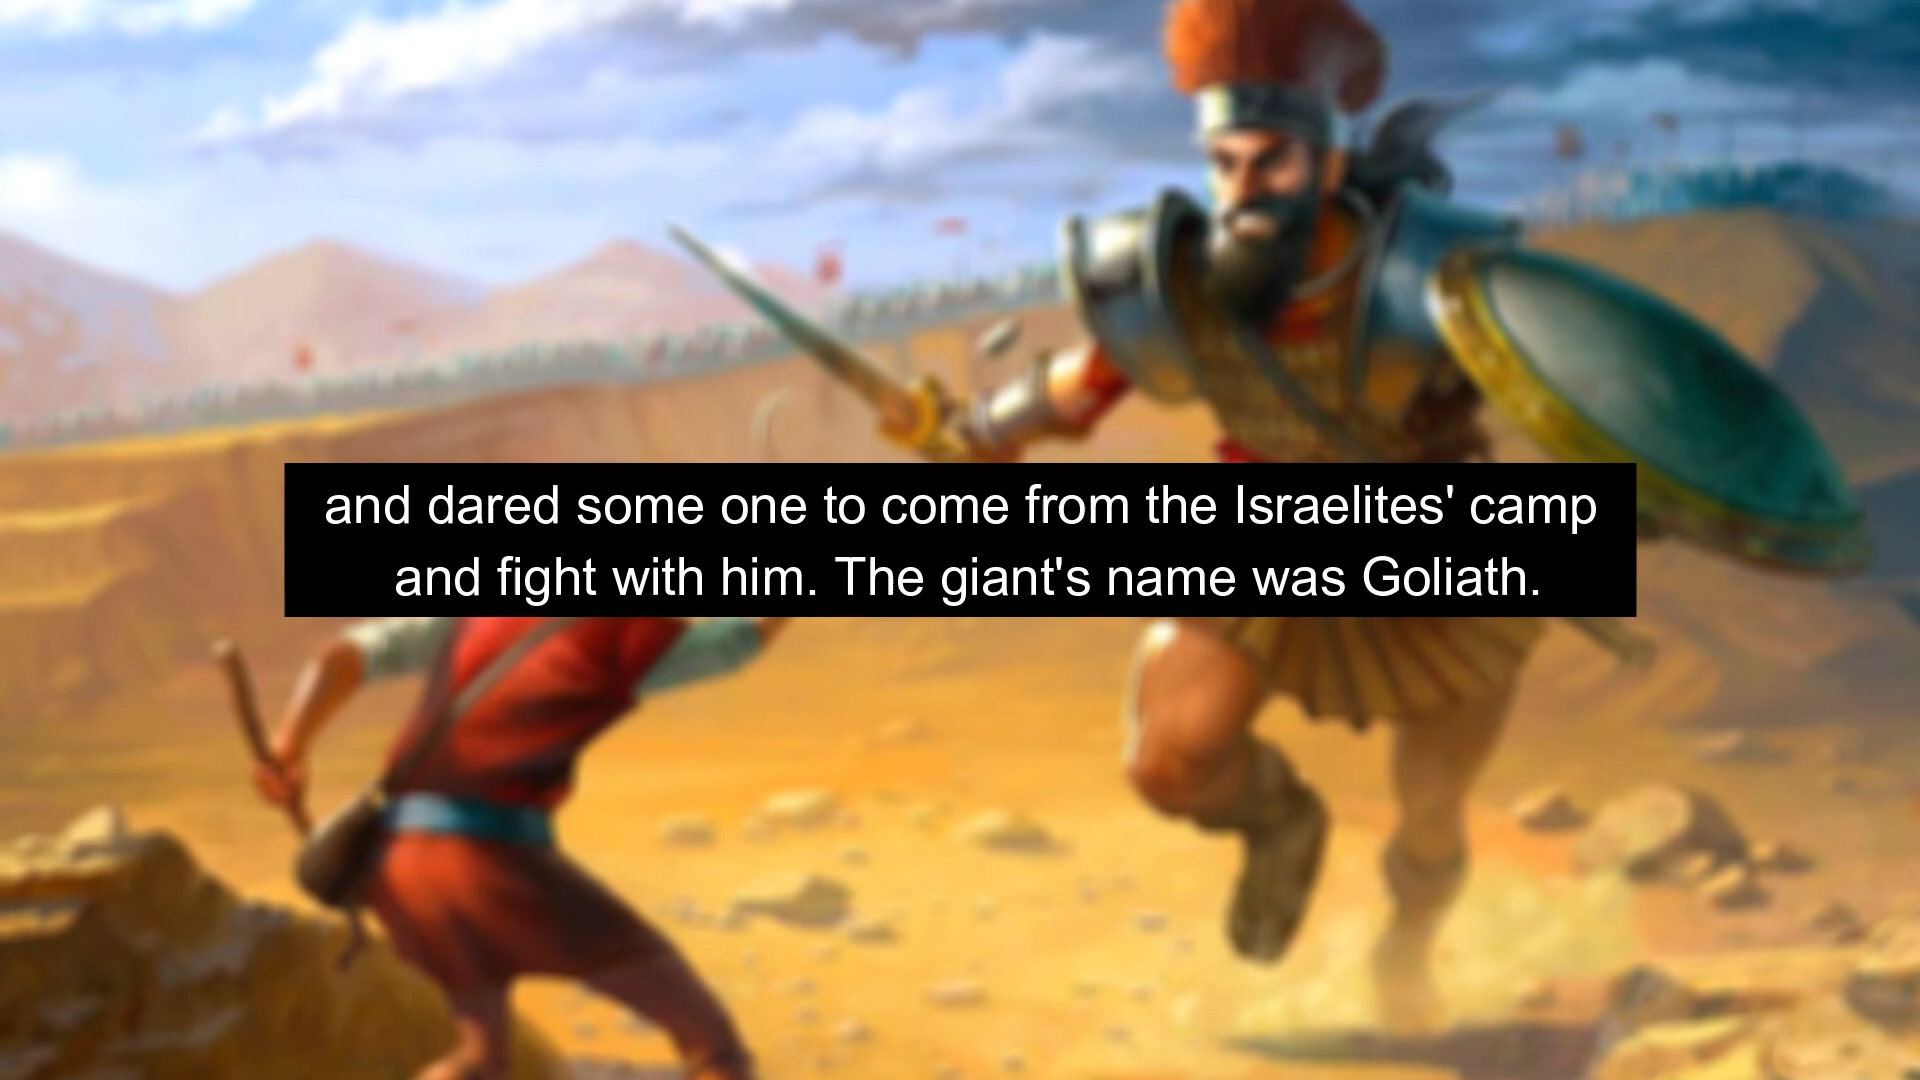 and dared some one to come from the Israelites' camp
and fight with him. The giant's name was Goliath.